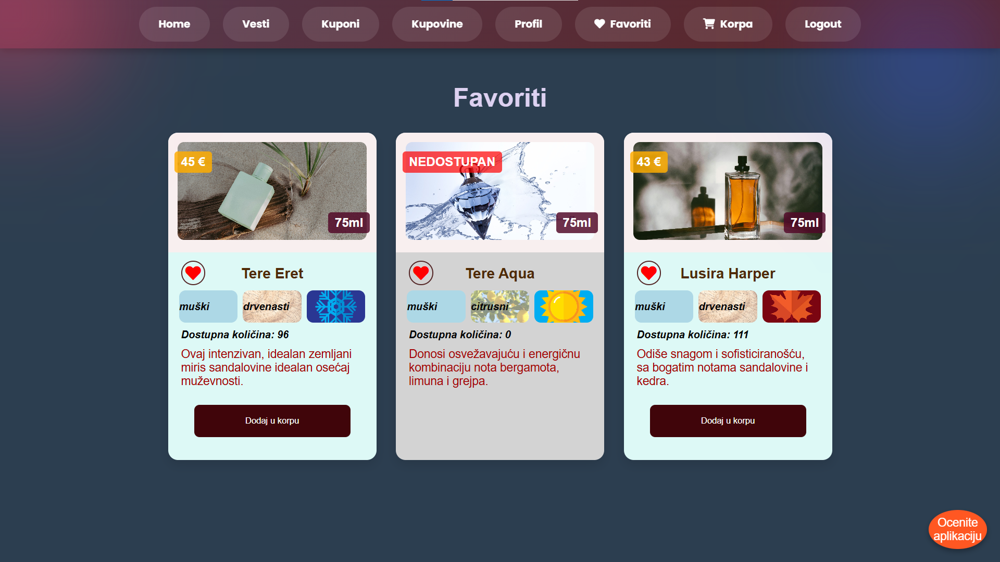 Home
Vesti
Kuponi
Kupovine
Profil
Favoriti
Korpa
Logout
Favoriti
45 €
75ml
Tere Eret
muški
drvenasti
Dostupna količina: 96
Ovaj intenzivan, idealan zemljani
miris sandalovine idealan osećaj
muževnosti.
Dodaj u korpu
NEDOSTUPAN
75ml
Tere Aqua
muški
citrusni
Dostupna količina: 0
Donosi osvežavajuću i energičnu
kombinaciju nota bergamota,
limuna i grejpa.
43 €
75ml
Lusira Harper
muški
drvenasti
Dostupna količina: 111
Odiše snagom i sofisticiranošću,
sa bogatim notama sandalovine i
kedra.
Dodaj u korpu
Ocenite
aplikaciju